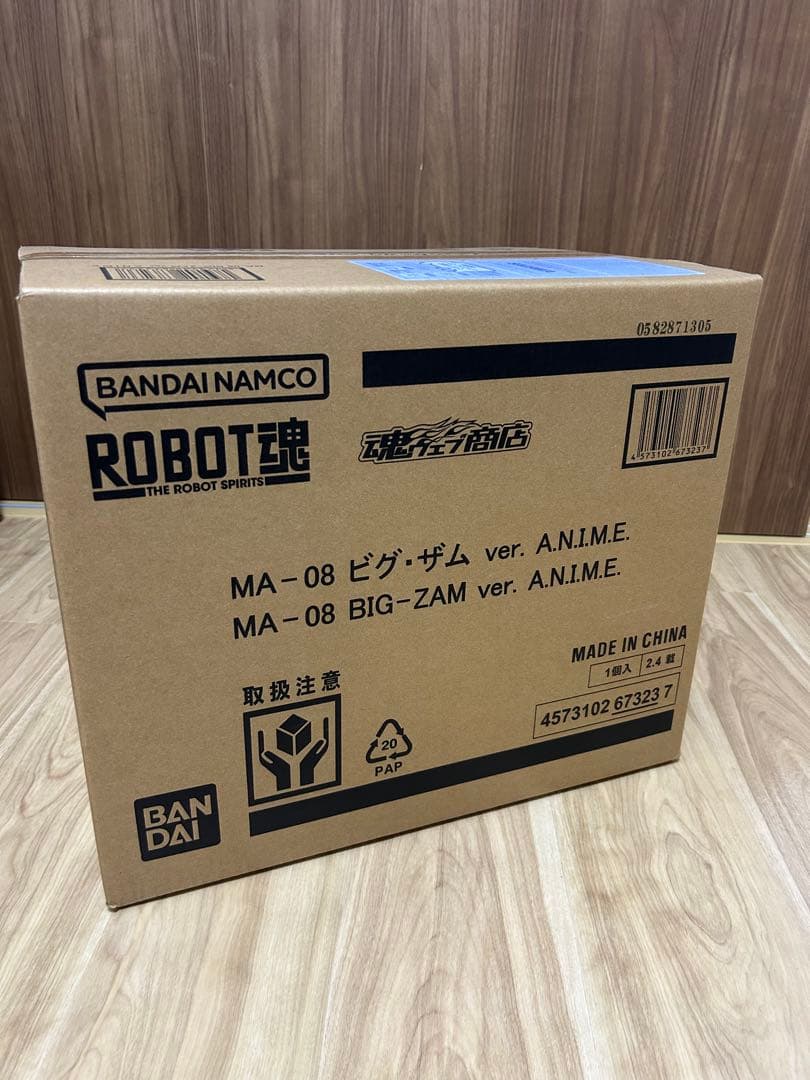 0582871305
BANDAI NAMCO
ROBOT魂
THE ROBOT SPIRITS
魂ウェブ商店
4573102673237
MA-08 ビグ・ザム ver. A.N.I.M.E.
MA-08 BIG-ZAM ver. A.N.I.M.E.
MADE IN CHINA
1個入 2.4 載
4573102 67323 7
取扱注意
20
PAP
BAN
DAI